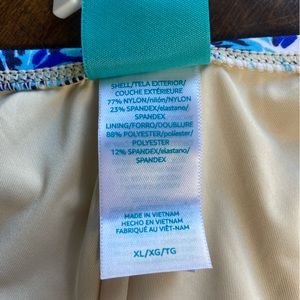 SHELL/TELA EXTERIOR/
COUCHE EXTÉRIEURE
77% NYLON/nilón/NYLON
23% SPANDEX/elastano/
SPANDEX
LINING/FORRO/DOUBLURE
88% POLYESTER/poliéster/
POLYESTER
12% SPANDEX/elastano/
SPANDEX
MADE IN VIETNAM
HECHO EN VIETNAM
FABRIQUÉ AU VIÊT-NAM
XL/XG/TG